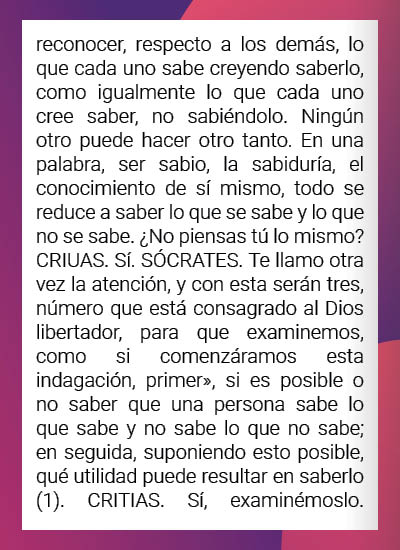 reconocer, respecto a los demás, lo
que cada uno sabe creyendo saberlo,
como igualmente lo que cada uno
cree saber, no sabiéndolo. Ningún
otro puede hacer otro tanto. En una
palabra, ser sabio, la sabiduría, el
conocimiento de sí mismo, todo se
reduce a saber lo que se sabe y lo que
no se sabe. ¿No piensas tú lo mismo?
CRIUAS. Sí. SÓCRATES. Te llamo otra
vez la atención, y con esta serán tres,
número que está consagrado al Dios
libertador, para que examinemos,
como si comenzáramos esta
indagación, primer», si es posible o
no saber que una persona sabe lo
que sabe y no sabe lo que no sabe;
en seguida, suponiendo esto posible,
qué utilidad puede resultar en saberlo
(1). CRITIAS. Sí, examinémoslo.